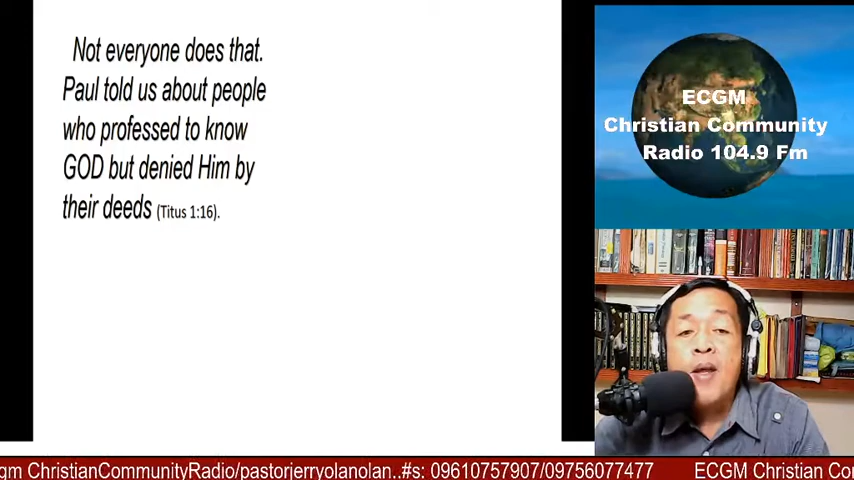 Not everyone does that.
Paul told us about people
who professed to know
GOD but denied Him by
their deeds (Titus 1:16).
ECGM
Christian Community
Radio 104.9 Fm
gm ChristianCommunityRadio/pastorjerryolanolan..#s: 09610757907/09756077477 ECGM Christian Co